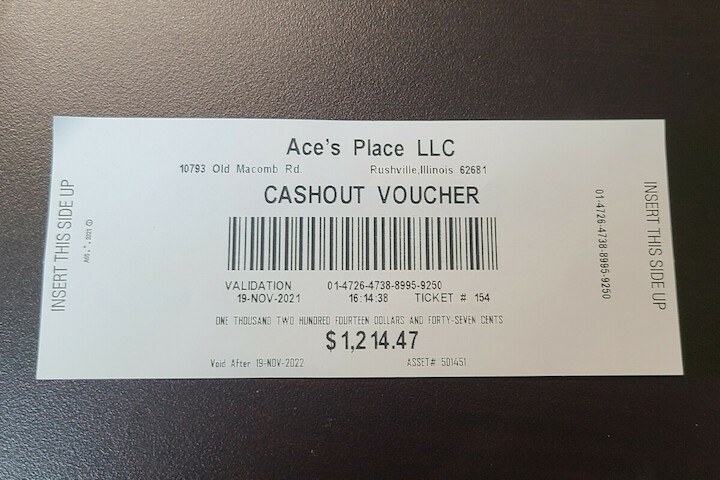 Ace's Place LLC
10793 Old Macomb Rd. Rushville,Illinois 62681
CASHOUT VOUCHER
INSERT THIS SIDE UP
VALIDATION 01-4726-4738-8995-9250
19-NOV-2021 16:14:38 TICKET # 154
ONE THOUSAND TWO HUNDRED FOURTEEN DOLLARS AND FORTY-SEVEN CENTS
$1,214.47
Void After 19-NOV-2022 ASSET# 501451
01-4726-4738-8995-9250
INSERT THIS SIDE UP